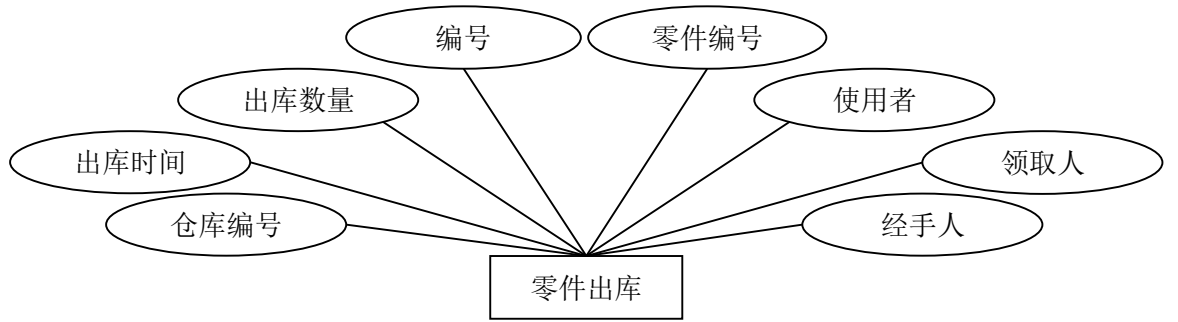 编号
零件编号
出库数量
使用者
出库时间
领取人
仓库编号
经手人
零件出库